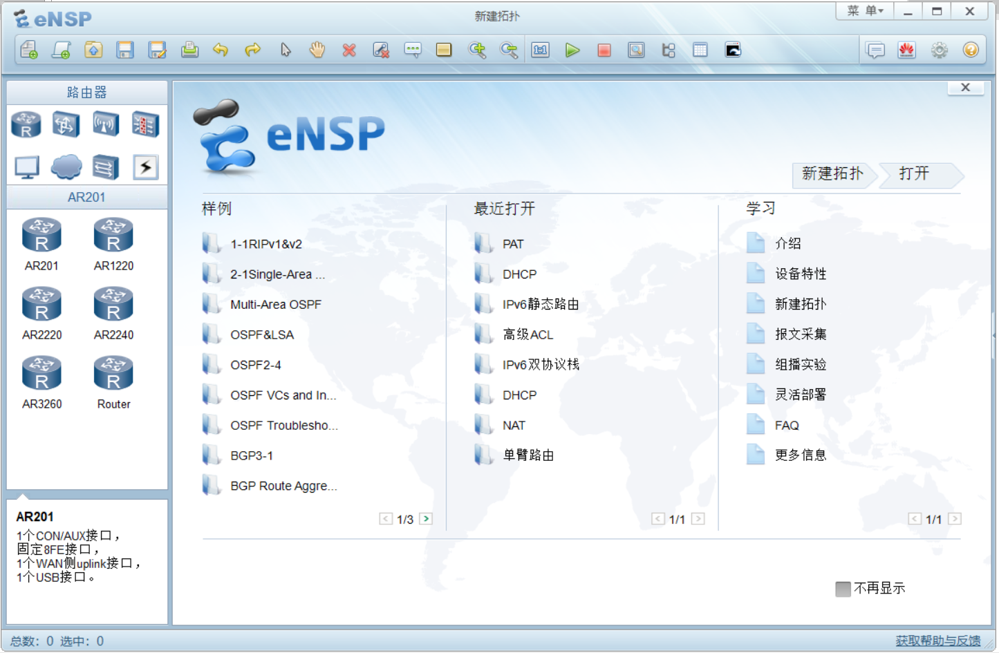 eNSP
新建拓扑
菜 单
1:1
路由器
R
AR201
R
AR201
R
AR1220
R
AR2220
R
AR2240
R
AR3260
R
Router
AR201
1个CON/AUX接口，
固定8FE接口，
1个WAN侧uplink接口，
1个USB接口。
eNSP
新建拓扑
打开
样例
1-1RIPv1&v2
2-1Single-Area ...
Multi-Area OSPF
OSPF&LSA
OSPF2-4
OSPF VCs and In...
OSPF Troublesho...
BGP3-1
BGP Route Aggre...
1/3
最近打开
PAT
DHCP
IPv6静态路由
高级ACL
IPv6双协议栈
DHCP
NAT
单臂路由
1/1
学习
介绍
设备特性
新建拓扑
报文采集
组播实验
灵活部署
FAQ
更多信息
1/1
不再显示
总数：0 选中：0
获取帮助与反馈